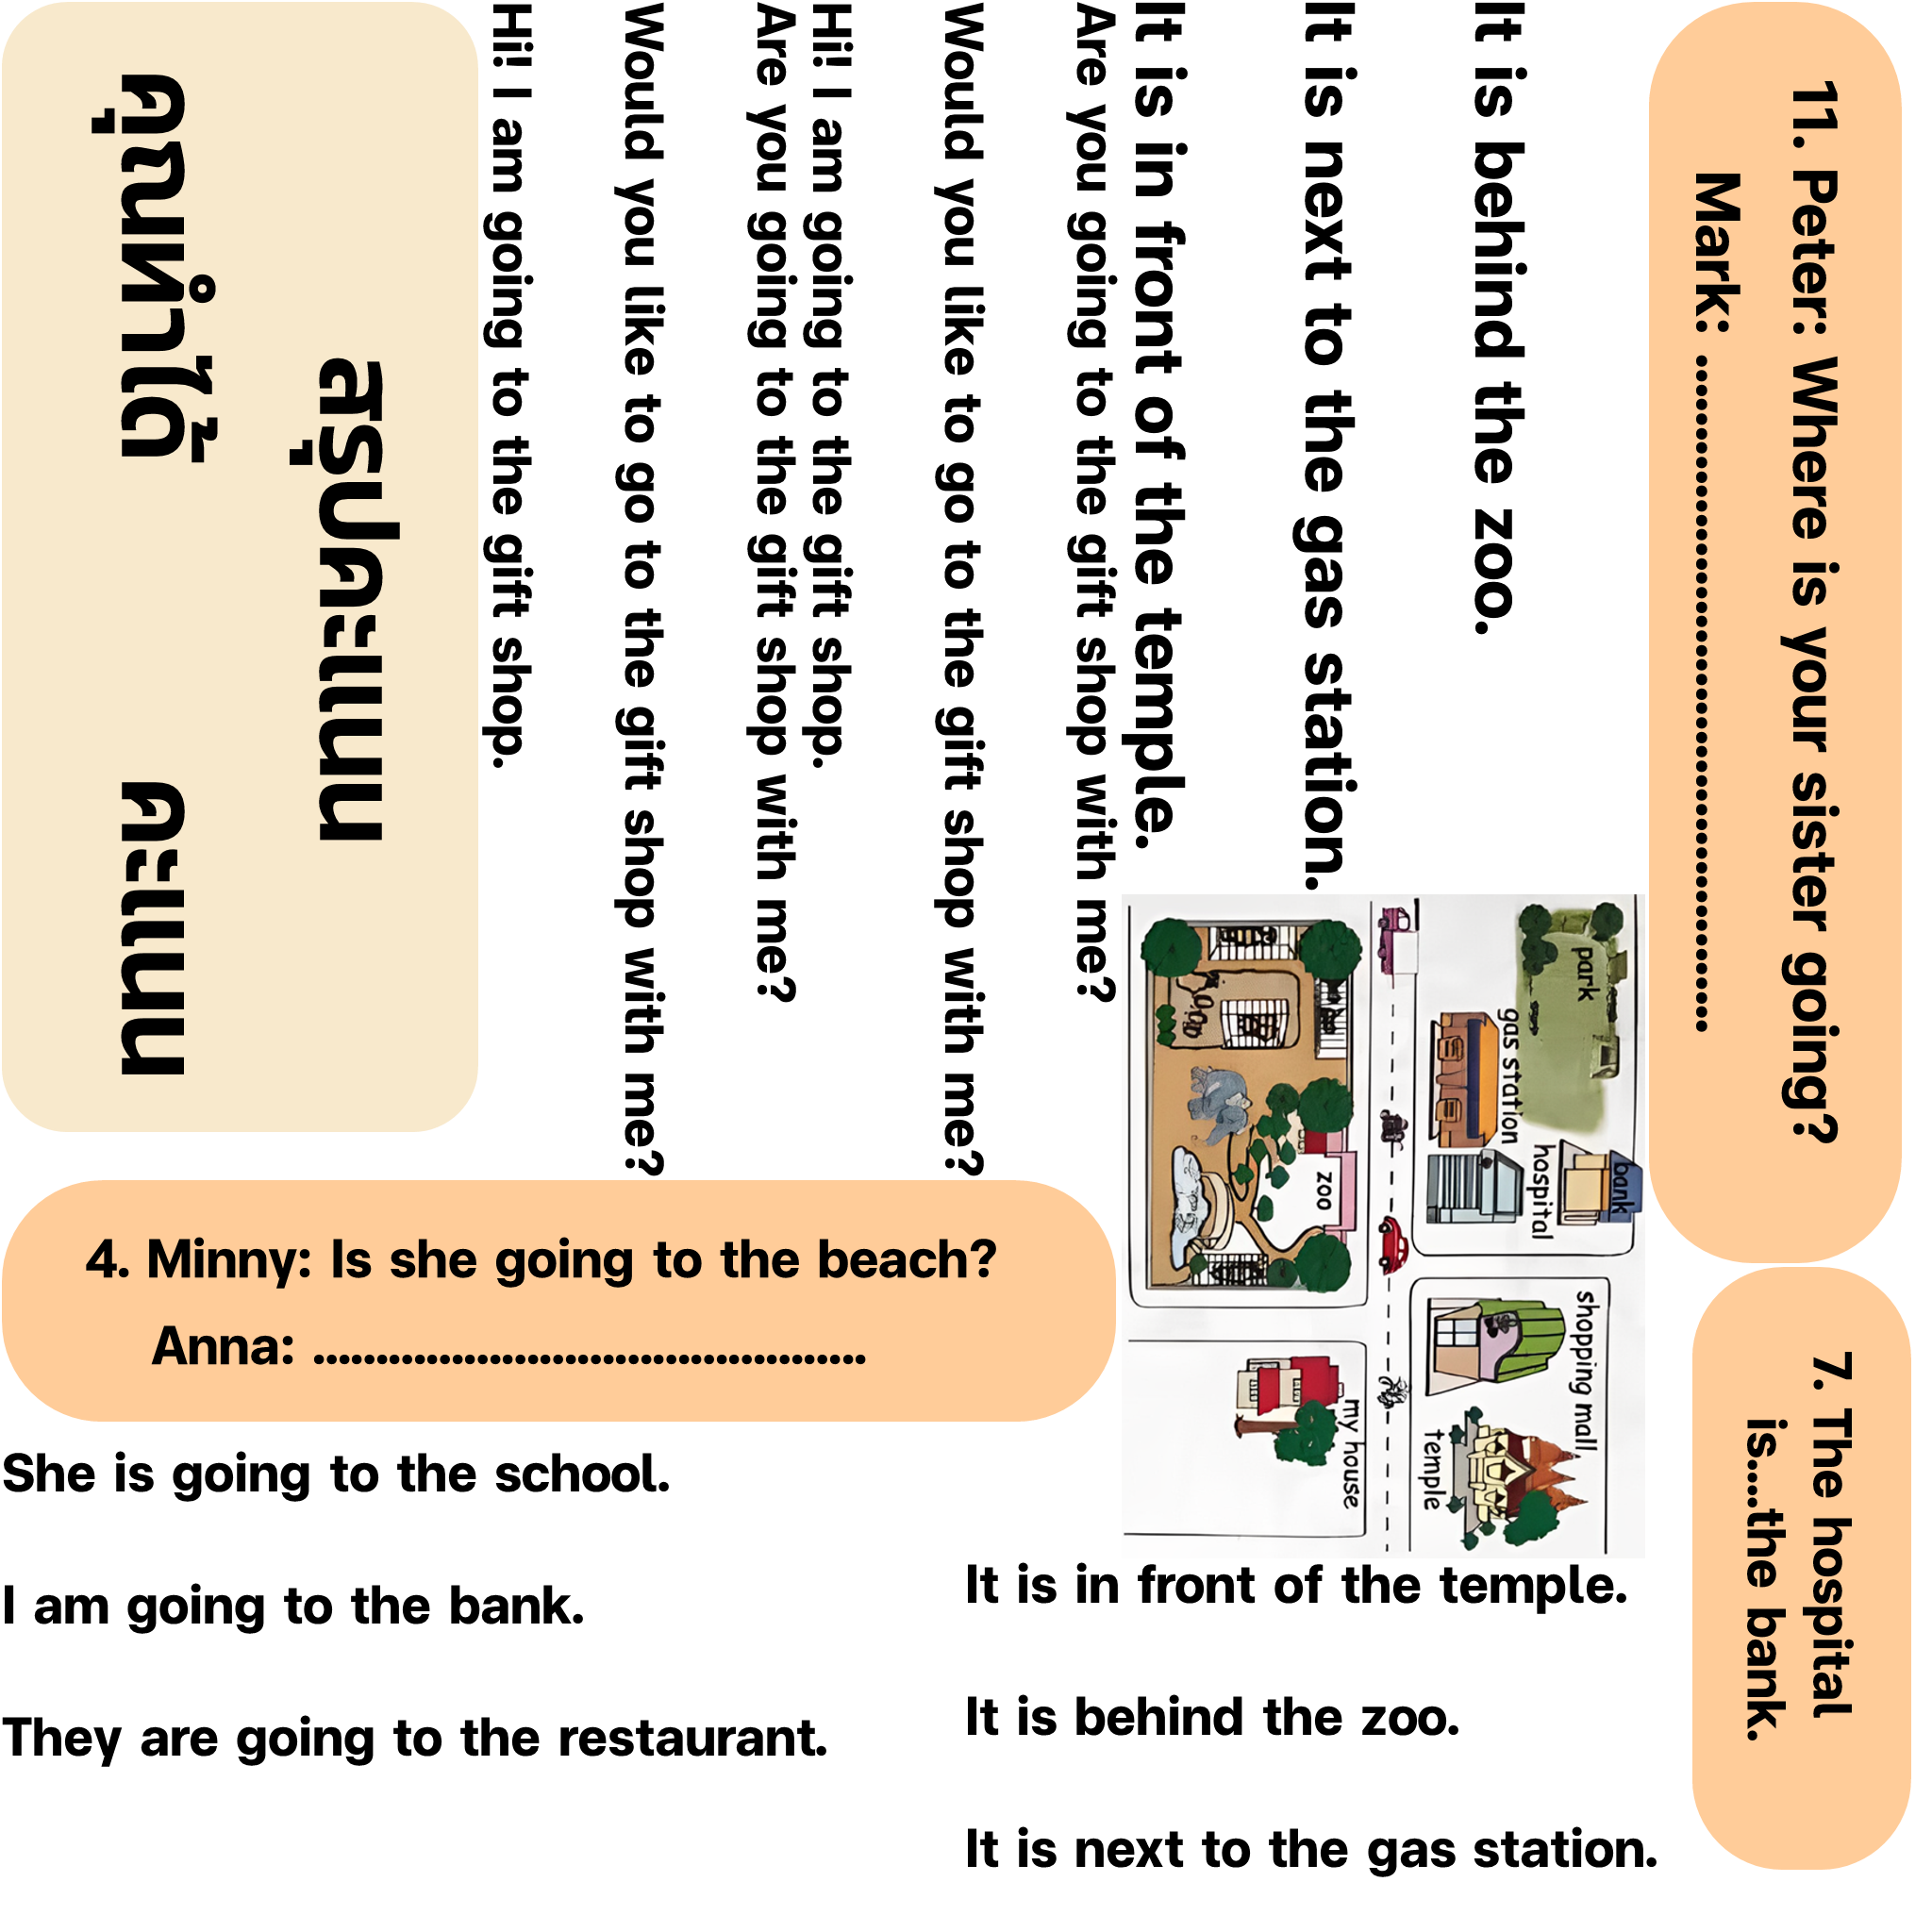 11. Peter: Where is your sister going?
Mark: ..........................................................
It is behind the zoo.
It is next to the gas station.
It is in front of the temple.
Are you going to the gift shop with me?
Would you like to go to the gift shop with me?
Hi! I am going to the gift shop.
Are you going to the gift shop with me?
Would you like to go to the gift shop with me?
Hi! I am going to the gift shop.
สรุปคะแนน
คุณทำได้ คะแนน
park
gas station
bank
hospital
zoo
shopping mall
temple
my house
7. The hospital
is....the bank.
4. Minny: Is she going to the beach?
Anna: ............................................
She is going to the school.
I am going to the bank.
They are going to the restaurant.
It is in front of the temple.
It is behind the zoo.
It is next to the gas station.